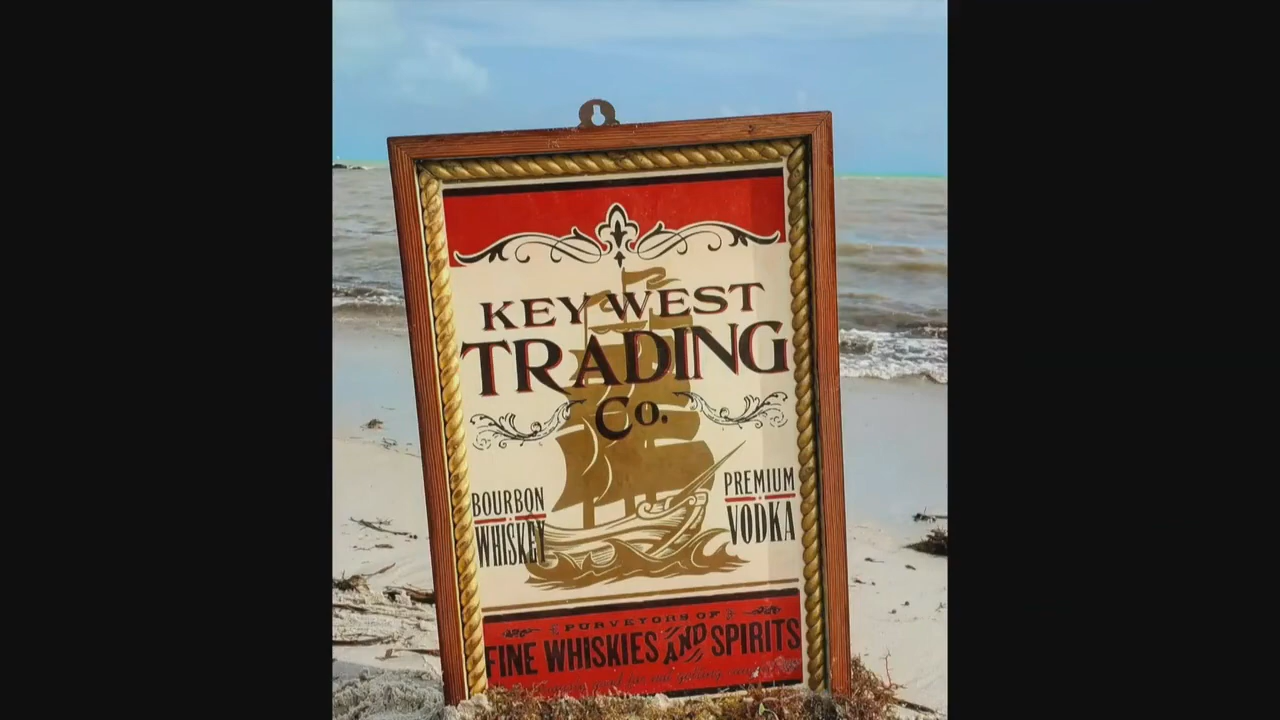 KEY WEST
TRADING
Co.
BOURBON
WHISKEY
PREMIUM
VODKA
PURVEYORS OF
FINE WHISKIES AND SPIRITS